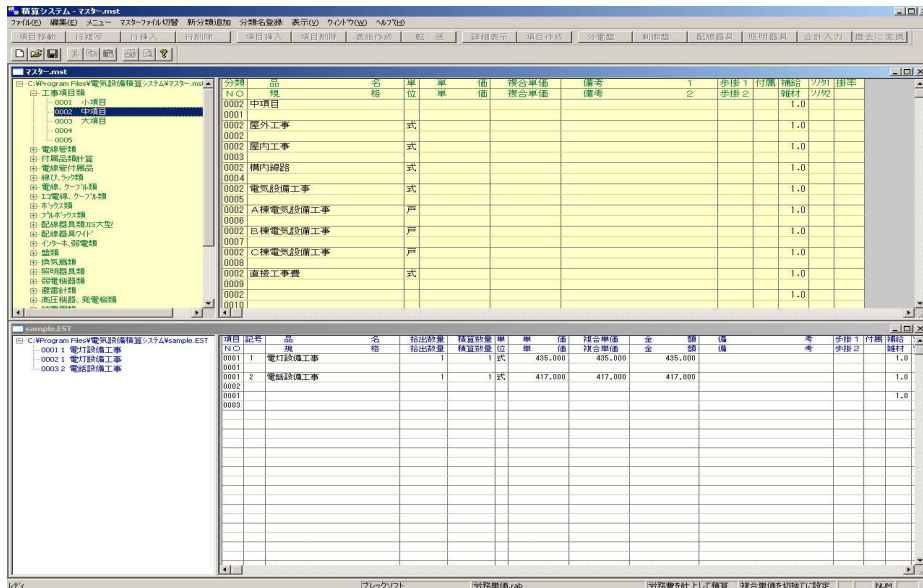 積算システム - マスター.mst
ファイル(F) 編集(E) メニュー マスターファイル切替 新分類追加 分類名登録 表示(V) ウィンドウ(W) ヘルプ(H)
項目移動 行複写 行挿入 行削除 項目挿入 項目削除 表紙作成 転 送 詳細表示 項目作成 分電盤 制御盤 配線器具 照明器具 合計入力 撤去に変換
マスター.mst
C:¥Program Files¥電気設備積算システム¥マスター.mst
工事項目類
0001 小項目
0002 中項目
0003 大項目
0004
0005
電線管類
付属品類計算
電線管付属品
線ぴ、ラック類
電線、ケーブル類
エコ電線、ケーブル類
ボックス類
プルボックス類
配線器具類JIS大型
配線器具ワイド
インターホ、弱電類
盤類
換気扇類
照明器具類
弱電機器類
避雷針類
高圧機器、発電機類
分類 品 名 単 単 価 複合単価 備考 1 歩掛1 付属 補給 掛率
NO 規 格 位 単 価 複合単価 備考 2 歩掛2 雑材
0002 中項目 1.0
0001
0002 屋外工事 式 1.0
0002
0002 屋内工事 式 1.0
0003
0002 構内線路 式 1.0
0004
0002 電気設備工事 式 1.0
0005
0002 A棟電気設備工事 戸 1.0
0006
0002 B棟電気設備工事 戸 1.0
0007
0002 C棟電気設備工事 戸 1.0
0008
0002 直接工事費 式 1.0
0009
0002 1.0
0010
sample.EST
C:¥Program Files¥電気設備積算システム¥sample.EST
0001 1 電灯設備工事
0002 1 電灯設備工事
0003 2 電話設備工事
項目 記号 品 名 拾出数量 積算数量 単 単 価 複合単価 金 額 備 考 歩掛1 付属 補給
NO 規 格 拾出数量 積算数量 位 単 価 複合単価 金 額 備 考 歩掛2 雑材
0001 1 電灯設備工事 1 1 式 435,000 435,000 435,000 1.0
0001
0001 2 電話設備工事 1 1 式 417,000 417,000 417,000 1.0
0002
0001 1.0
0003
レディ ブレックソフト 労務単価.rab 労務費を計上して積算 複合単価を切捨てに設定 NUM